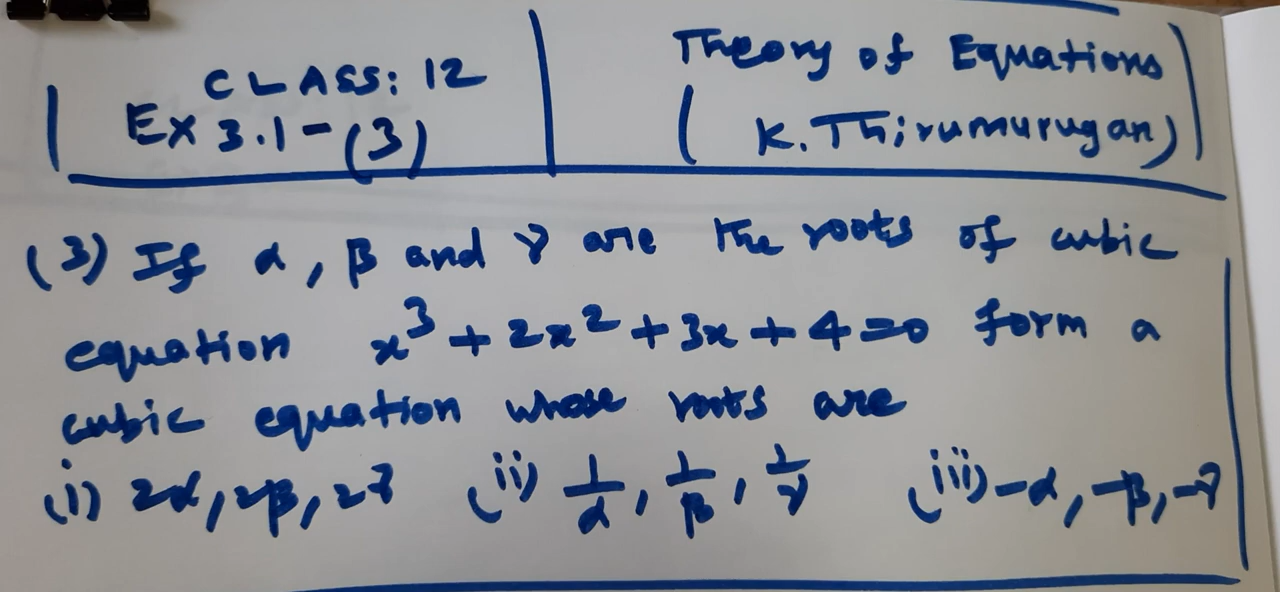 CLASS: 12
Ex 3.1-(3)
Theory of Equations
(K. Thirumurugan)
(3) If α, β and γ are the roots of cubic
equation x³ + 2x² + 3x + 4 = 0 form a
cubic equation whose roots are
(i) 2α, 2β, 2γ (ii) 1/α, 1/β, 1/γ (iii) -α, -β, -γ